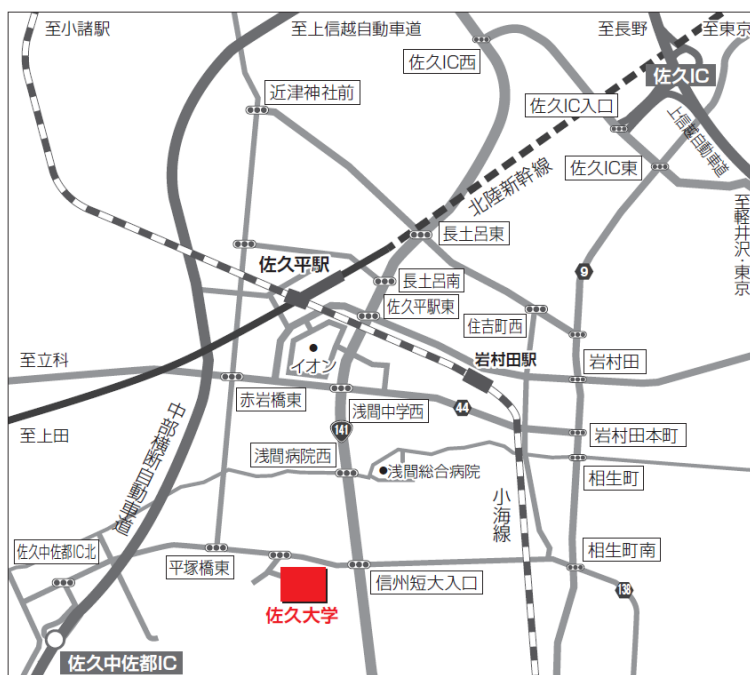 至小諸駅
至上信越自動車道
至長野
至東京
佐久IC西
佐久IC
近津神社前
佐久IC入口
上信越自動車道
佐久IC東
北陸新幹線
至軽井沢・東京
長土呂東
佐久平駅
長土呂南
9
佐久平駅東
住吉町西
岩村田駅
岩村田
至立科
イオン
赤岩橋東
浅間中学西
44
至上田
141
岩村田本町
中部横断自動車道
浅間病院西
浅間総合病院
相生町
小海線
佐久中佐都IC北
平塚橋東
信州短大入口
相生町南
138
佐久大学
佐久中佐都IC